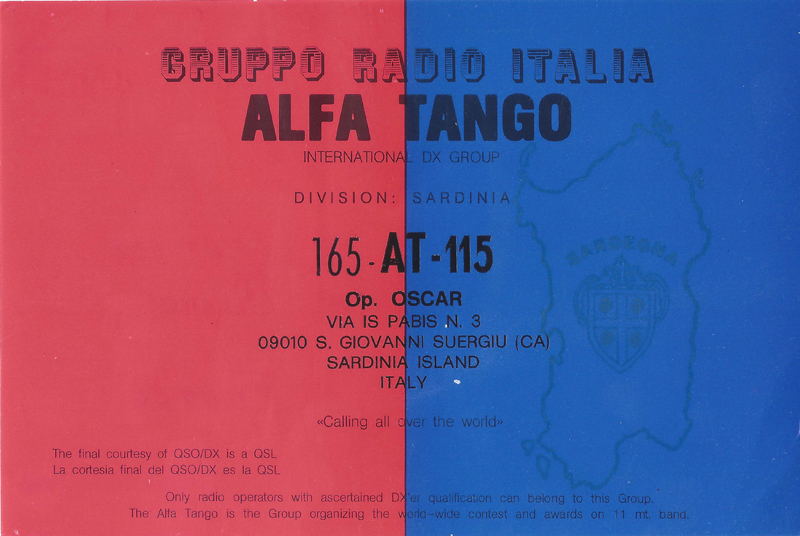 GRUPPO RADIO ITALIA
ALFA TANGO
INTERNATIONAL DX GROUP
DIVISION: SARDINIA
165-AT-115
SARDEGNA
Op. OSCAR
VIA IS PABIS N. 3
09010 S. GIOVANNI SUERGIU (CA)
SARDINIA ISLAND
ITALY
«Calling all over the world»
The final courtesy of QSO/DX is a QSL
La cortesia final del QSO/DX es la QSL
Only radio operators with ascertained DX'er qualification can belong to this Group.
The Alfa Tango is the Group organizing the world-wide contest and awards on 11 mt. band.